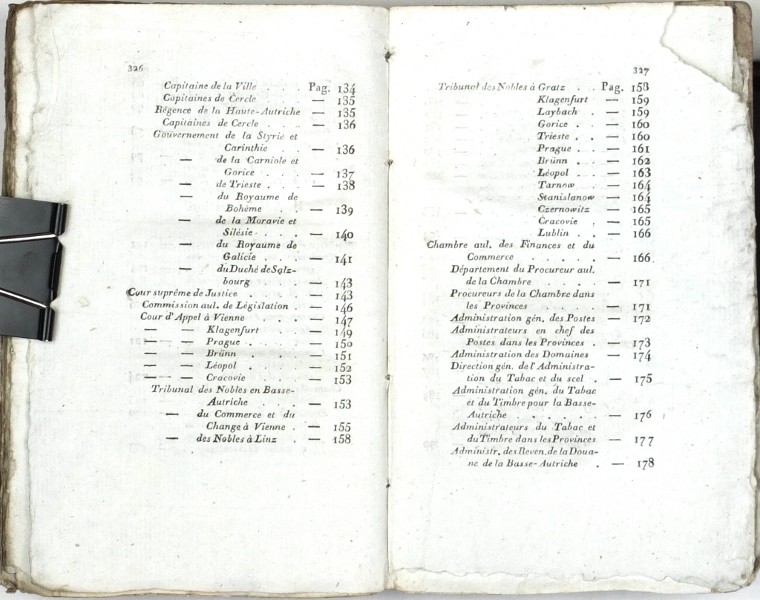 326
Capitaine de la Ville . . . Pag. 134
Capitaines de Cercle . . — 135
Régence de la Haute-Autriche — 135
Capitaines de Cercle . . . — 136
Gouvernement de la Styrie et
Carinthie . . . — 136
— de la Carniole et
Gorice . . . — 137
— de Trieste . . . — 138
— du Royaume de
Bohème . . . — 139
— de la Moravie et
Silésie . . . — 140
— du Royaume de
Galicie . . . — 141
— du Duché de Salz-
bourg . . . — 143
Cour suprême de Justice . . . — 143
Commission aul. de Législation . — 146
Cour d'Appel à Vienne . . . — 147
— — Klagenfurt . . . — 149
— — Prague . . . — 150
— — Brünn . . . — 151
— — Léopol . . . — 152
— — Cracovie . . — 153
Tribunal des Nobles en Basse-
Autriche . . . — 153
— du Commerce et du
Change à Vienne . — 155
— des Nobles à Linz . — 158
327
Tribunal des Nobles à Gratz . . Pag. 158
Klagenfurt — 159
Laybach . — 159
Gorice . . — 160
Trieste . . — 160
Prague . . — 161
Brünn . . — 162
Léopol . . — 163
Tarnow . . — 164
Stanislanow — 164
Czernowitz — 165
Cracovie . — 165
Lublin . . — 166
Chambre aul. des Finances et du
Commerce . . . . . — 166
Département du Procureur aul.
de la Chambre . . . — 171
Procureurs de la Chambre dans
les Provinces . . . . — 171
Administration gén. des Postes — 172
Administrateurs en chef des
Postes dans les Provinces . — 173
Administration des Domaines — 174
Direction gén. de l'Administra-
tion du Tabac et du scel . — 175
Administration gén. du Tabac
et du Timbre pour la Basse-
Autriche . . . . . — 176
Administrateurs du Tabac et
du Timbre dans les Provinces — 177
Administr. des Reven. de la Doua-
ne de la Basse-Autriche . — 178